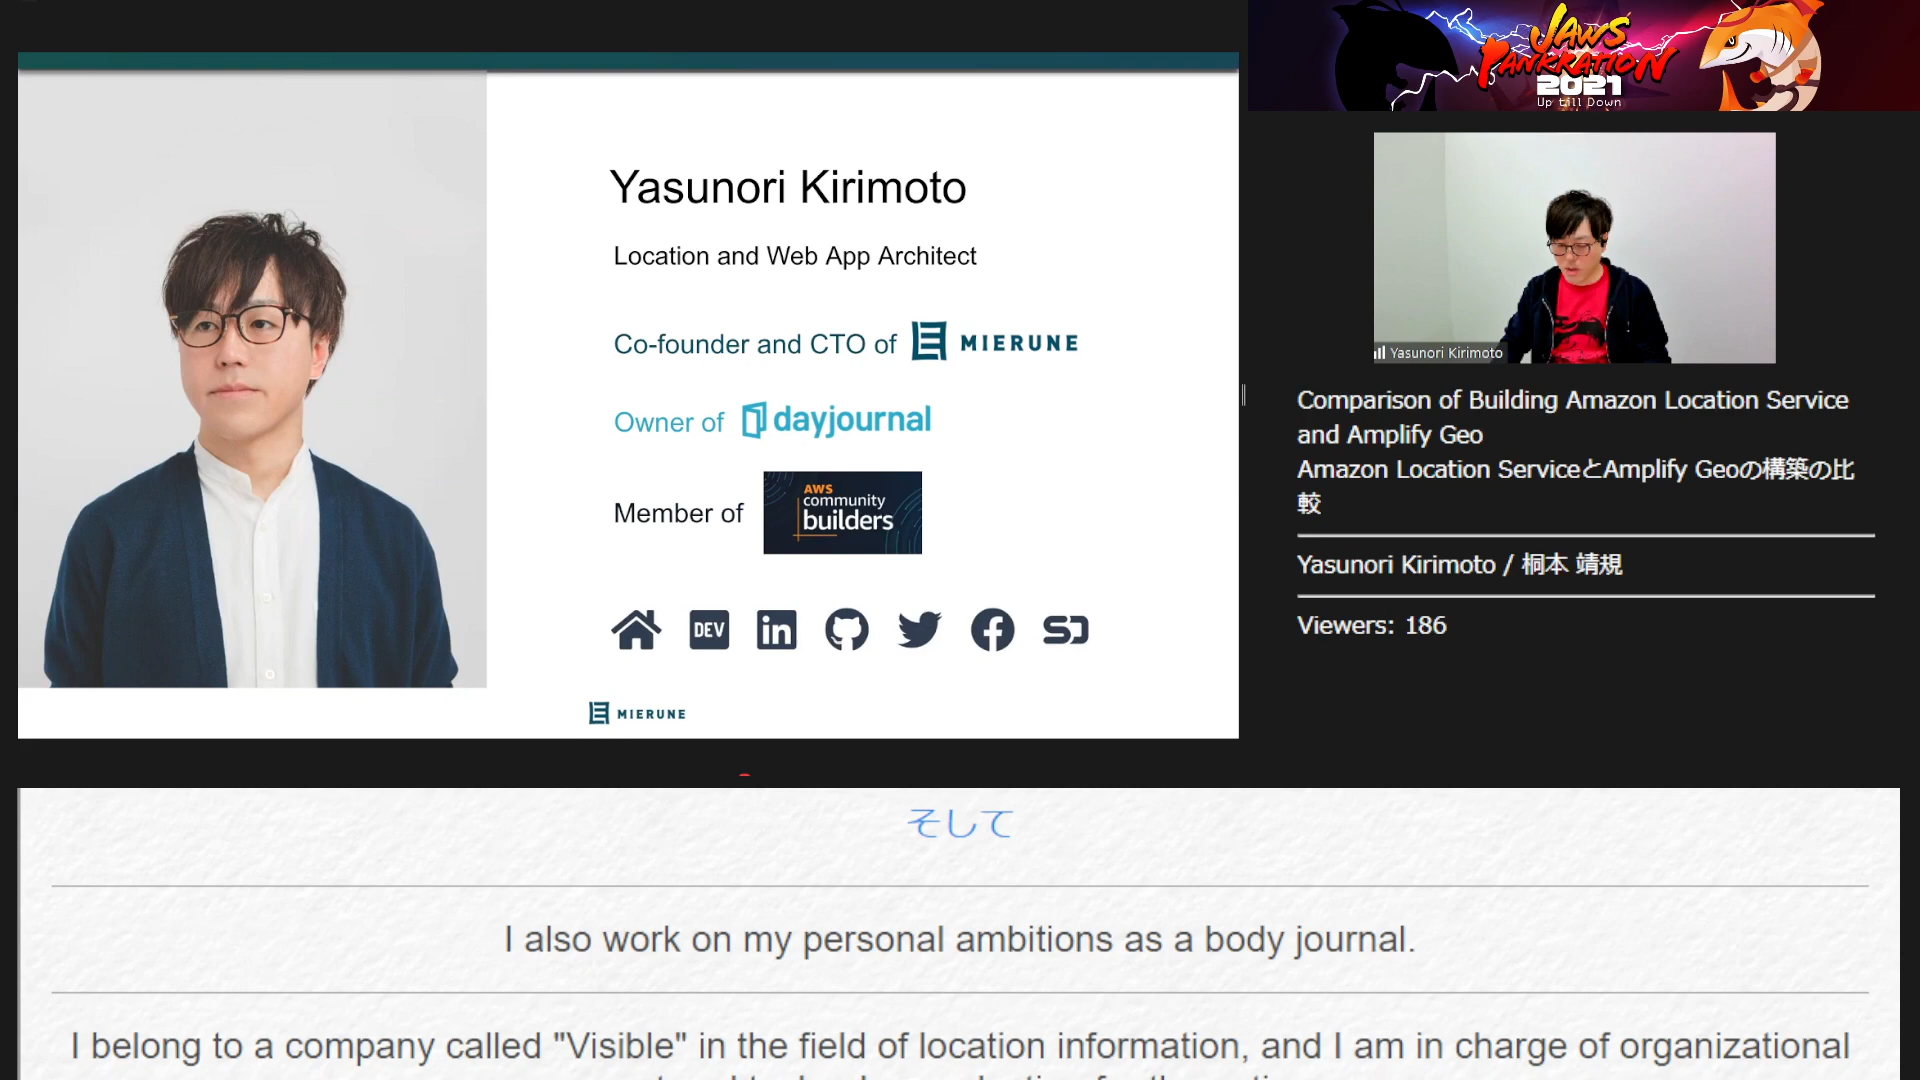 JAWS
PANKRATION
2021
Up till Down
Yasunori Kirimoto
Location and Web App Architect
Co-founder and CTO of MIERUNE
Owner of dayjournal
Member of AWS community builders
DEV in
MIERUNE
Yasunori Kirimoto
Comparison of Building Amazon Location Service
and Amplify Geo
Amazon Location ServiceとAmplify Geoの構築の比
較
Yasunori Kirimoto / 桐本 靖規
Viewers: 186
そして
I also work on my personal ambitions as a body journal.
I belong to a company called "Visible" in the field of location information, and I am in charge of organizational